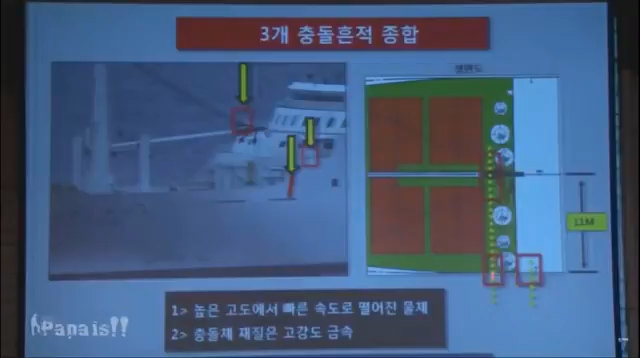 3개 충돌흔적 종합
11M
1> 높은 고도에서 빠른 속도로 떨어진 물체
2> 충돌체 재질은 고강도 금속
Panais!!